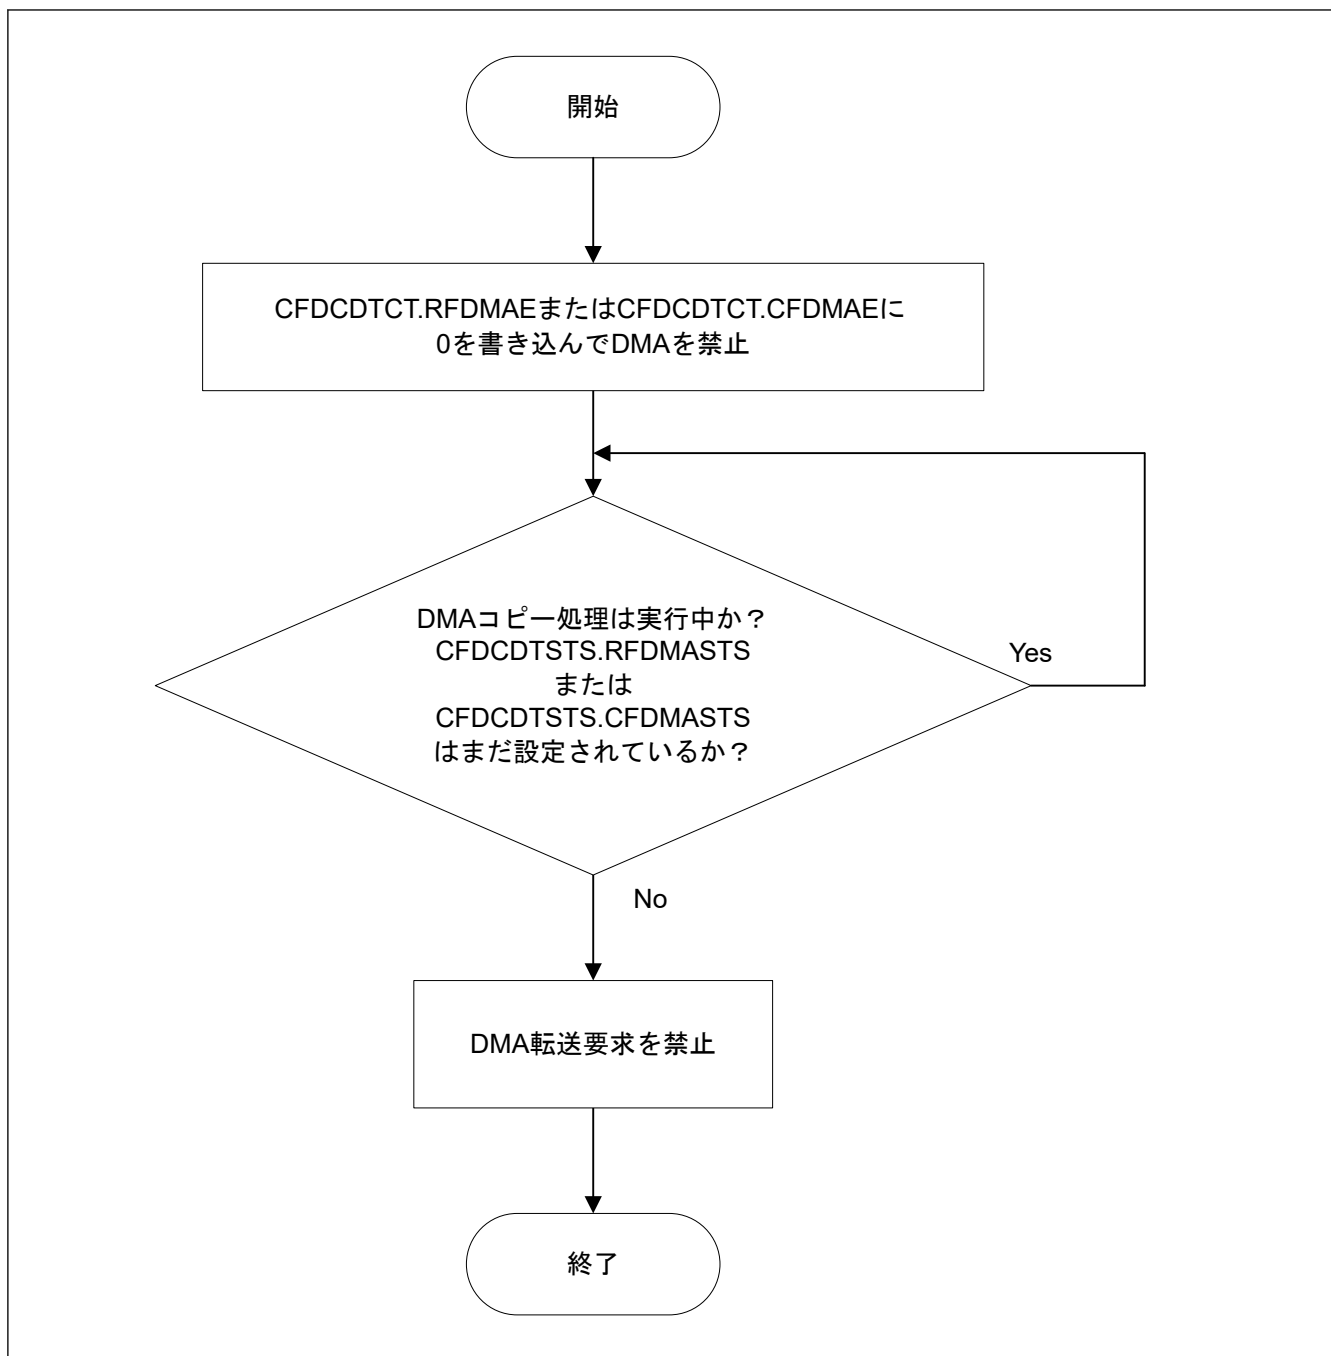 開始
CFDCDTCT.RFDMAEまたはCFDCDTCT.CFDMAEに
0を書き込んでDMAを禁止
DMAコピー処理は実行中か？
CFDCDTSTS.RFDMASTS
または
CFDCDTSTS.CFDMASTS
はまだ設定されているか？
Yes
No
DMA転送要求を禁止
終了